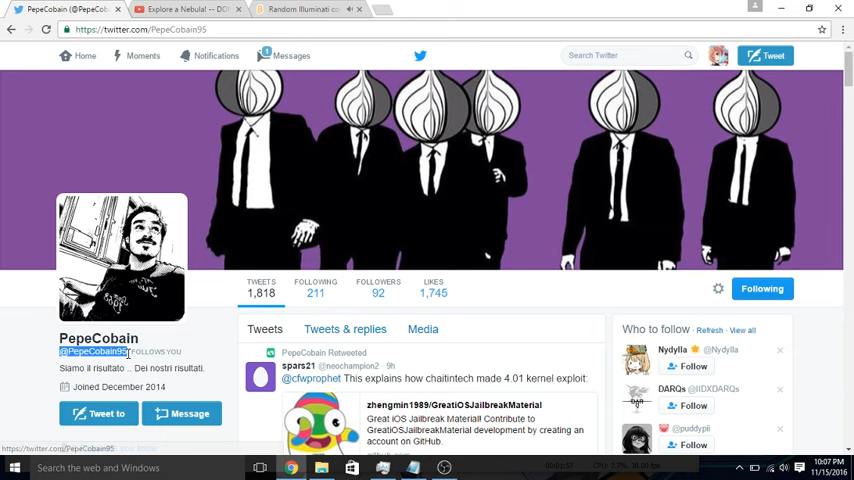 PepeCobain (@PepeCob
Explore a Nebula! -- DO
Random Illuminati co
https://twitter.com/PepeCobain95
Home
Moments
Notifications
1
Messages
Search Twitter
Tweet
TWEETS
1,818
FOLLOWING
211
FOLLOWERS
92
LIKES
1,745
Following
PepeCobain
@PepeCobain95 FOLLOWS YOU
Siamo il risultato .. Dei nostri risultati.
Joined December 2014
Tweet to
Message
Tweets
Tweets & replies
Media
PepeCobain Retweeted
spars21 @neochampion2 · 9h
@cfwprophet This explains how chaitintech made 4.01 kernel exploit:
zhengmin1989/GreatiOSJailbreakMaterial
Great iOS Jailbreak Material! Contribute to
GreatiOSJailbreakMaterial development by creating an
account on GitHub.
Who to follow · Refresh · View all
Nydylla @Nydylla
Follow
DARQs @IIDXDARQs
Follow
@puddypii
Follow
https://twitter.com/PepeCobain95
Search the web and Windows
10:07 PM
11/15/2016